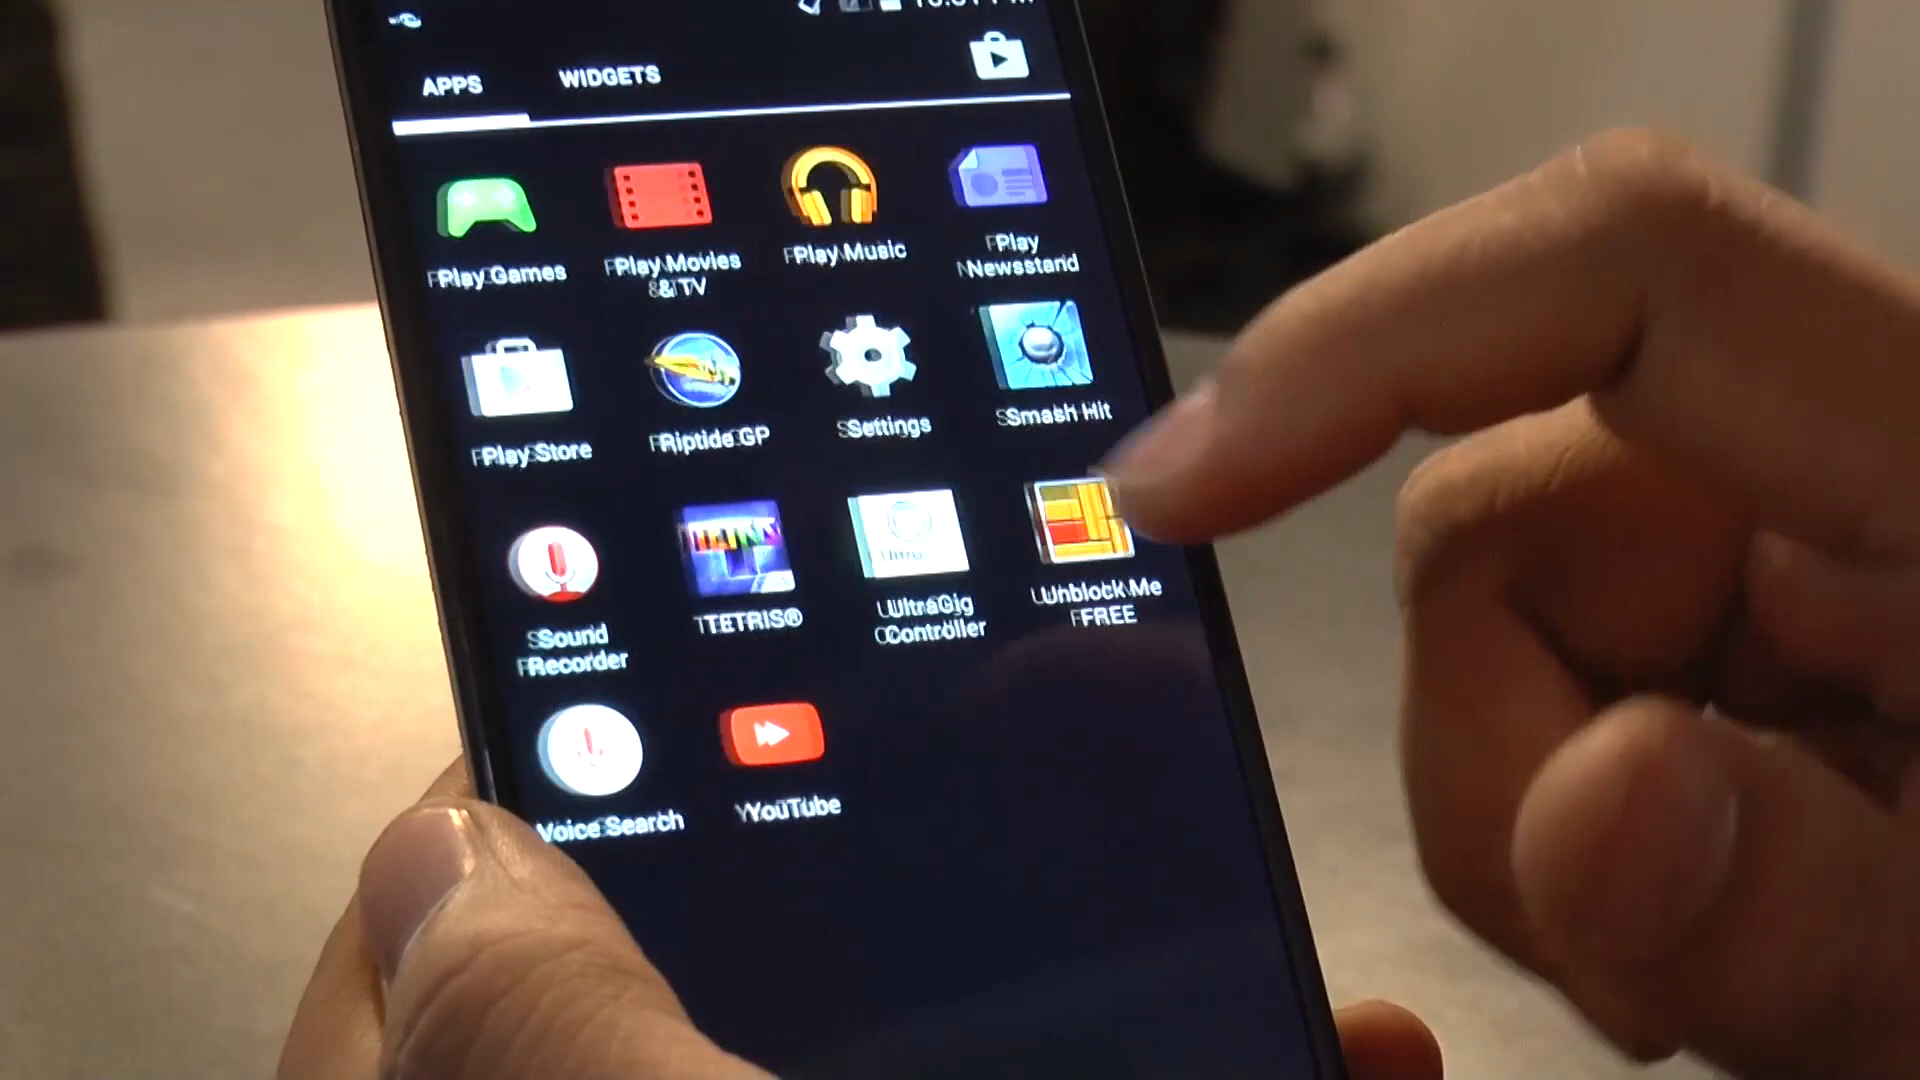 APPS WIDGETS
Play Games
Play Movies
& TV
Play Music
Play
Newsstand
Play Store
Riptide GP
Settings
Smash Hit
Sound
Recorder
TETRIS
TETRIS®
UltraGig
Controller
Unblock Me
FREE
Voice Search
YouTube